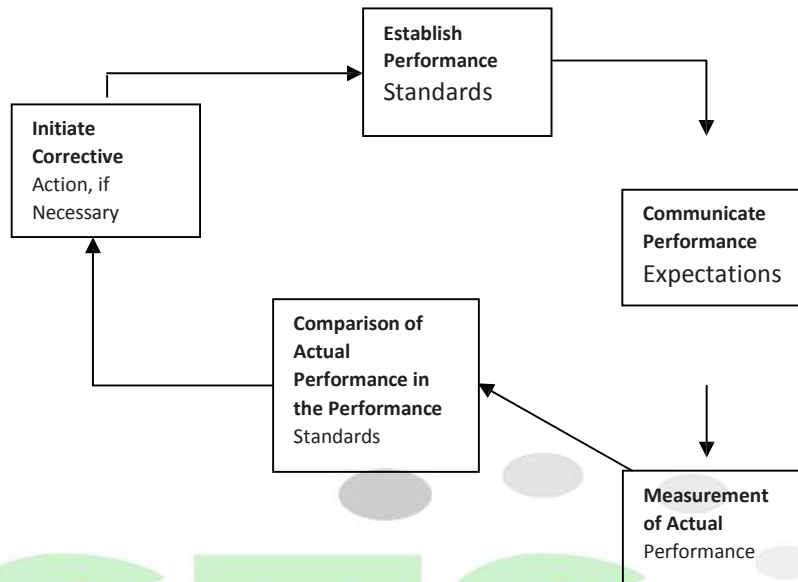 Establish
Performance
Standards
Initiate
Corrective
Action, if
Necessary
Communicate
Performance
Expectations
Comparison of
Actual
Performance in
the Performance
Standards
Measurement
of Actual
Performance